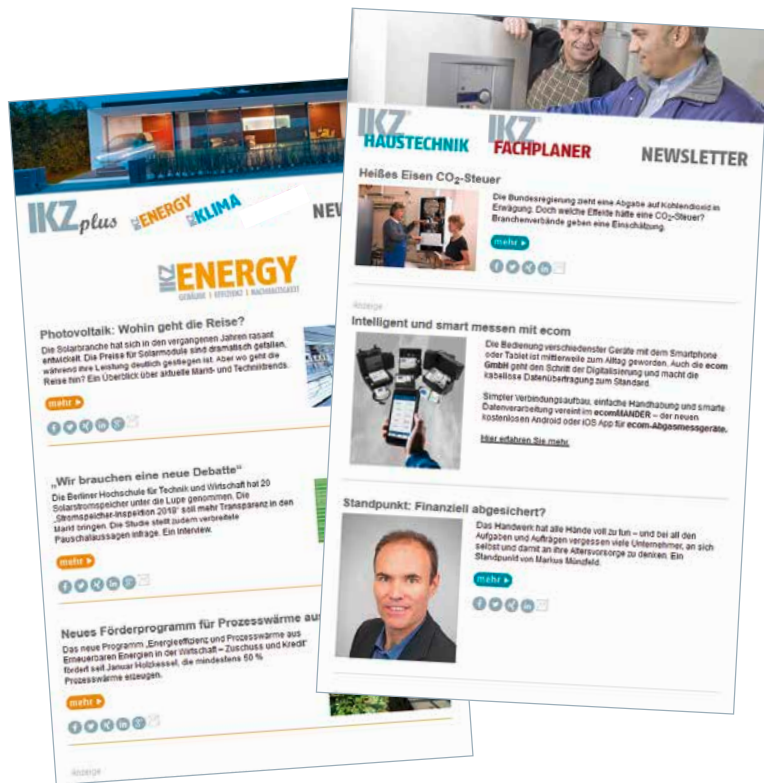 IKZplus
IKZ ENERGY
IKZ KLIMA
NEW
IKZ ENERGY
GEBÄUDE | EFFIZIENZ | NACHHALTIGKEIT
Photovoltaik: Wohin geht die Reise?
Die Solarbranche hat sich in den vergangenen Jahren rasant
entwickelt. Die Preise für Solarmodule sind dramatisch gefallen,
während ihre Leistung deutlich gestiegen ist. Aber wo geht die
Reise hin? Ein Überblick über aktuelle Markt- und Techniktrends.
mehr
„Wir brauchen eine neue Debatte“
Die Berliner Hochschule für Technik und Wirtschaft hat 20
Solarstromspeicher unter die Lupe genommen. Die
„Stromspeicher-Inspektion 2019“ soll mehr Transparenz in den
Markt bringen. Die Studie stellt zudem verbreitete
Pauschalaussagen infrage. Ein Interview.
mehr
Neues Förderprogramm für Prozesswärme aus
Das neue Programm „Energieeffizienz und Prozesswärme aus
Erneuerbaren Energien in der Wirtschaft – Zuschuss und Kredit“
fördert seit Januar Holzkessel, die mindestens 50 %
Prozesswärme erzeugen.
mehr
Anzeige
IKZ HAUSTECHNIK
IKZ FACHPLANER
NEWSLETTER
Heißes Eisen CO2-Steuer
Die Bundesregierung zieht eine Abgabe auf Kohlendioxid in
Erwägung. Doch welche Effekte hätte eine CO2-Steuer?
Branchenverbände geben eine Einschätzung.
mehr
Anzeige
Intelligent und smart messen mit ecom
Die Bedienung verschiedenster Geräte mit dem Smartphone
oder Tablet ist mittlerweile zum Alltag geworden. Auch die ecom
GmbH geht den Schritt der Digitalisierung und macht die
kabellose Datenübertragung zum Standard.
Simpler Verbindungsaufbau, einfache Handhabung und smarte
Datenverarbeitung vereint im ecomMANDER – der neuen
kostenlosen Android oder iOS App für ecom-Abgasmessgeräte.
Hier erfahren Sie mehr
Standpunkt: Finanziell abgesichert?
Das Handwerk hat alle Hände voll zu tun – und bei all den
Aufgaben und Aufträgen vergessen viele Unternehmer, an sich
selbst und damit an ihre Altersvorsorge zu denken. Ein
Standpunkt von Markus Münzfeld.
mehr